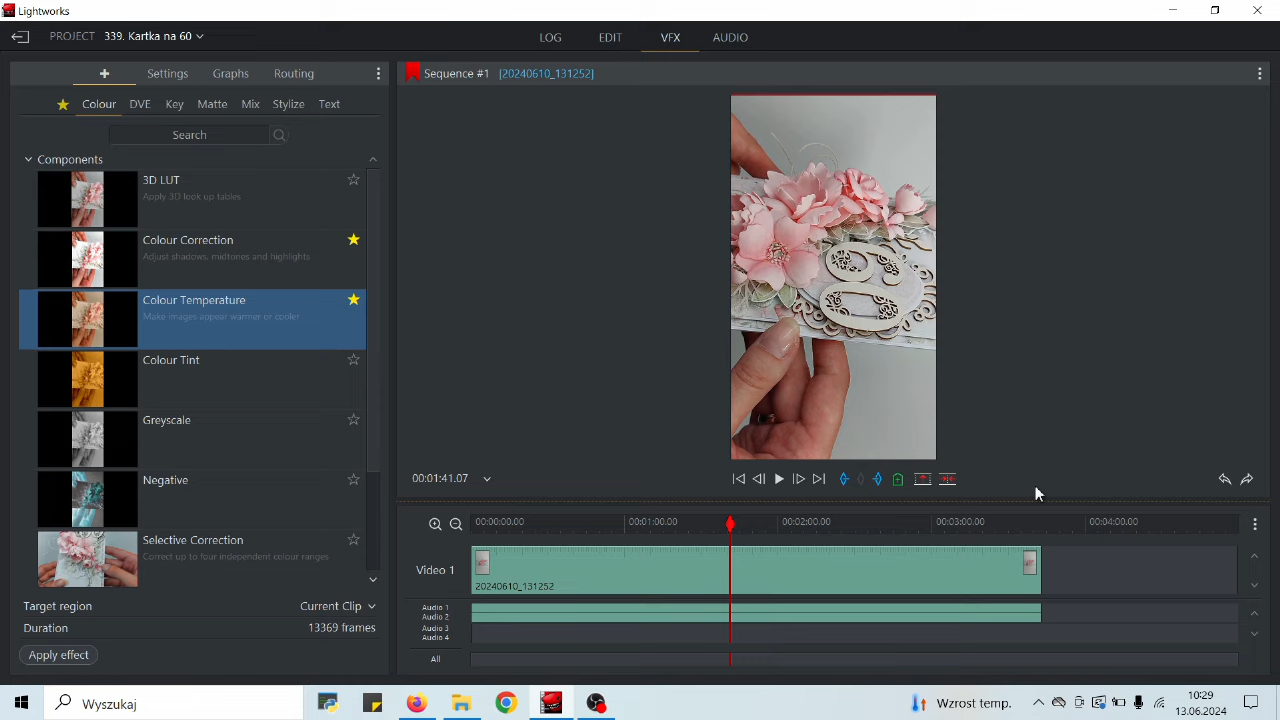 Lightworks
PROJECT 339. Kartka na 60
LOG EDIT VFX AUDIO
Settings Graphs Routing
Sequence #1 [20240610_131252]
Colour DVE Key Matte Mix Stylize Text
Search
Components
3D LUT
Apply 3D look up tables
Colour Correction
Adjust shadows, midtones and highlights
Colour Temperature
Make images appear warmer or cooler
Colour Tint
Greyscale
Negative
Selective Correction
Correct up to four independent colour ranges
Target region Current Clip
Duration 13369 frames
Apply effect
00:01:41.07
00:00:00.00 00:01:00.00 00:02:00.00 00:03:00.00 00:04:00.00
Video 1
20240610_131252
Audio 1
Audio 2
Audio 3
Audio 4
All
Wyszukaj
Wzrost temp.
10:29
13.06.2024